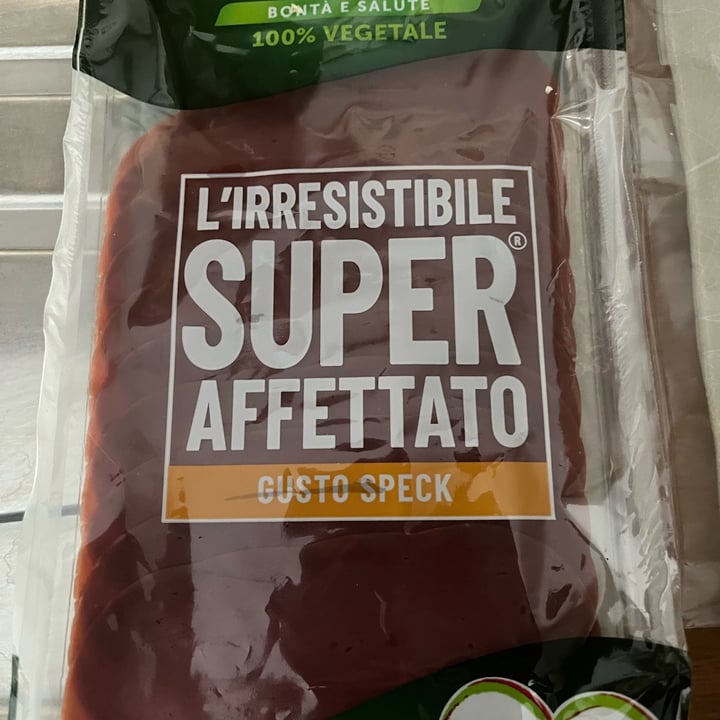 BONTÀ E SALUTE
100% VEGETALE
L'IRRESISTIBILE
SUPER®
AFFETTATO
GUSTO SPECK